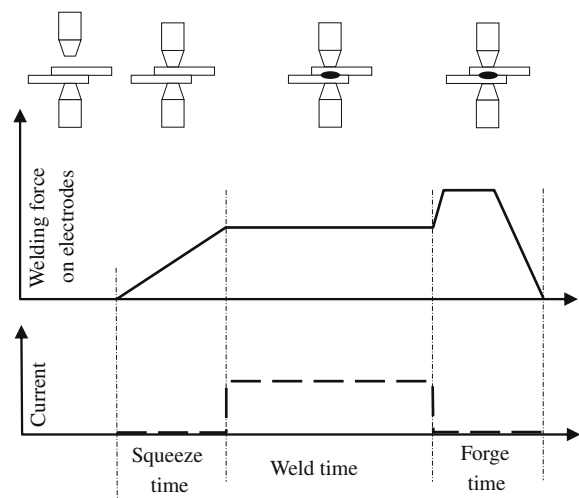 Welding force
on electrodes
Current
Squeeze
time
Weld time
Forge
time